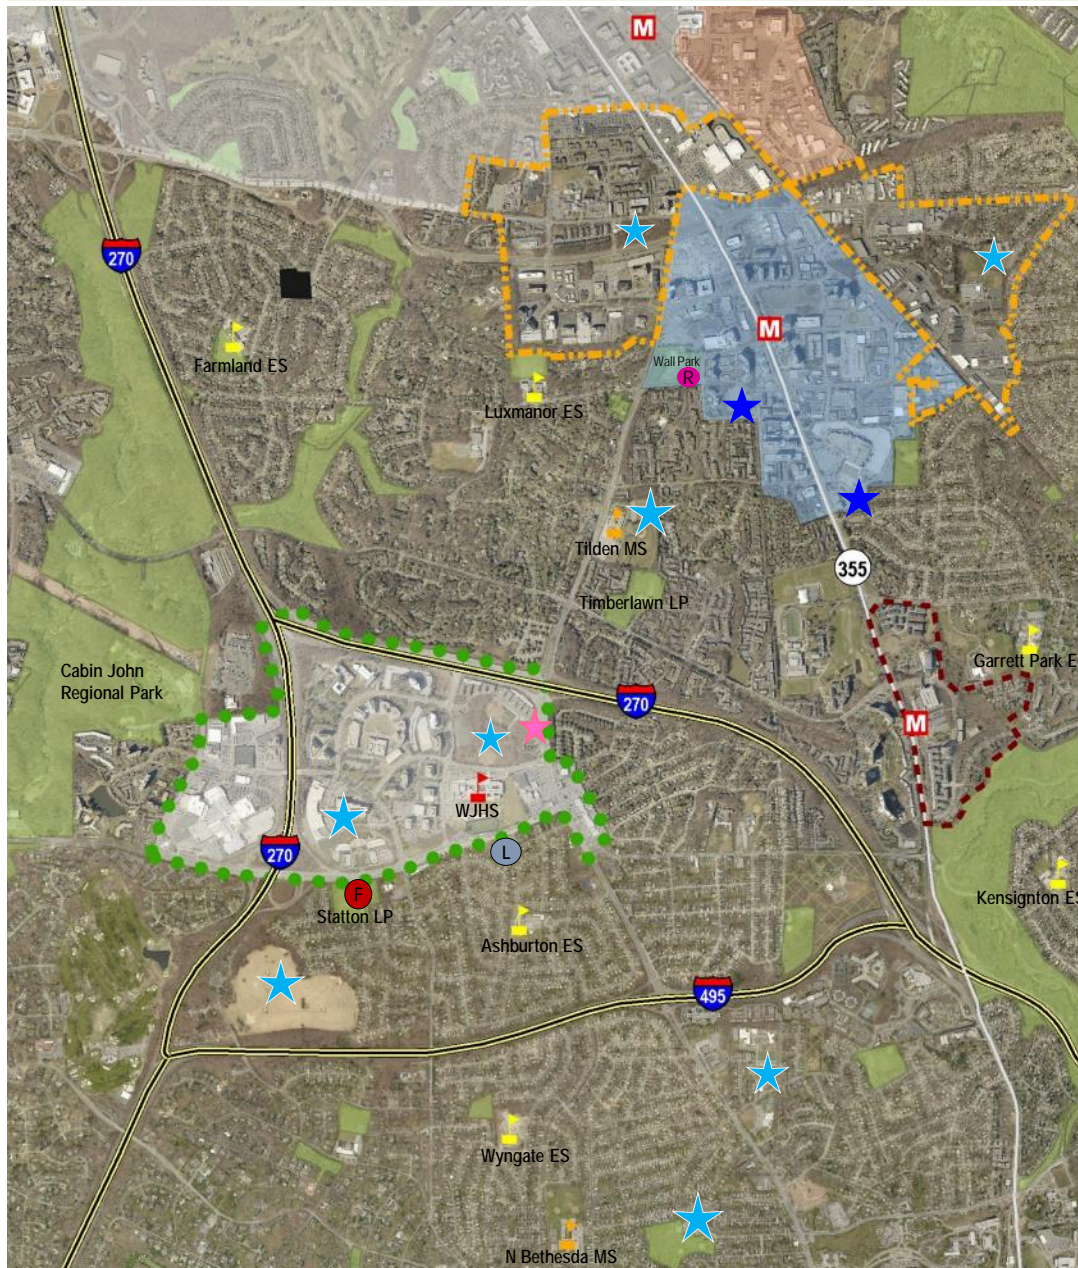 M
270
Farmland ES
Wall Park
R
M
Luxmanor ES
Tilden MS
355
Timberlawn LP
Garrett Park E
Cabin John
Regional Park
270
M
WJHS
270
L
F
Statton LP
Kensignton ES
Ashburton ES
495
Wyngate ES
N Bethesda MS